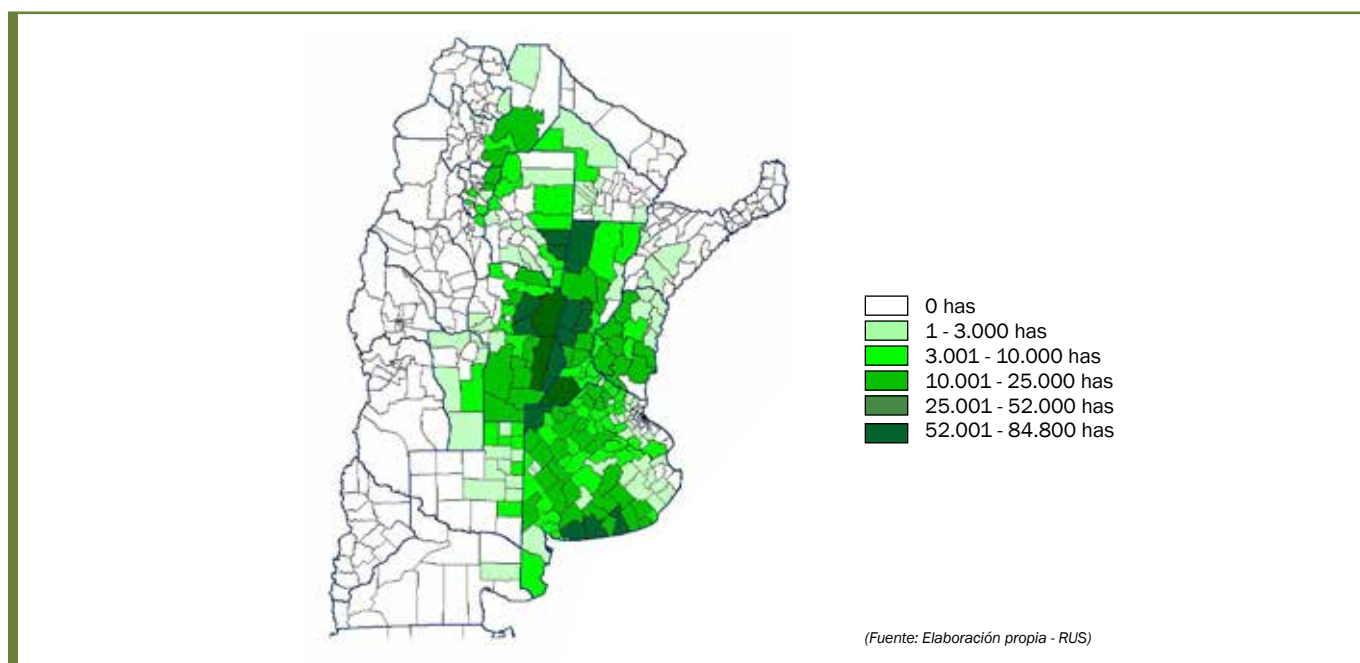 0 has
1 - 3.000 has
3.001 - 10.000 has
10.001 - 25.000 has
25.001 - 52.000 has
52.001 - 84.800 has
(Fuente: Elaboración propia - RUS)